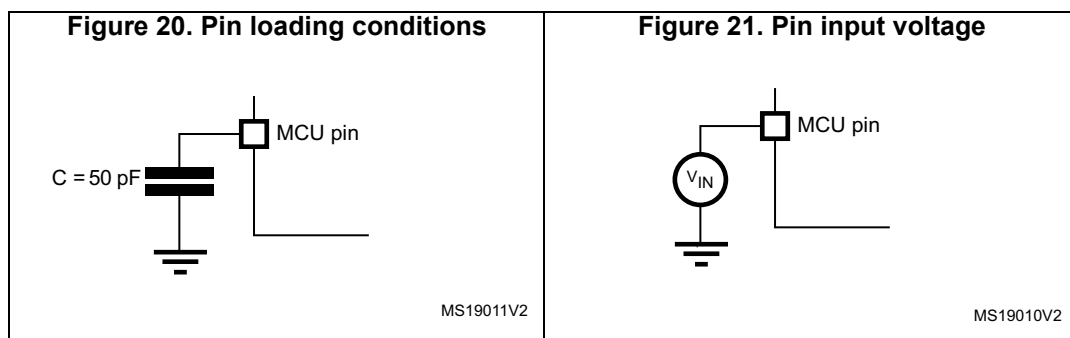 Figure 20. Pin loading conditions
MCU pin
C = 50 pF
MS19011V2
Figure 21. Pin input voltage
MCU pin
VIN
MS19010V2